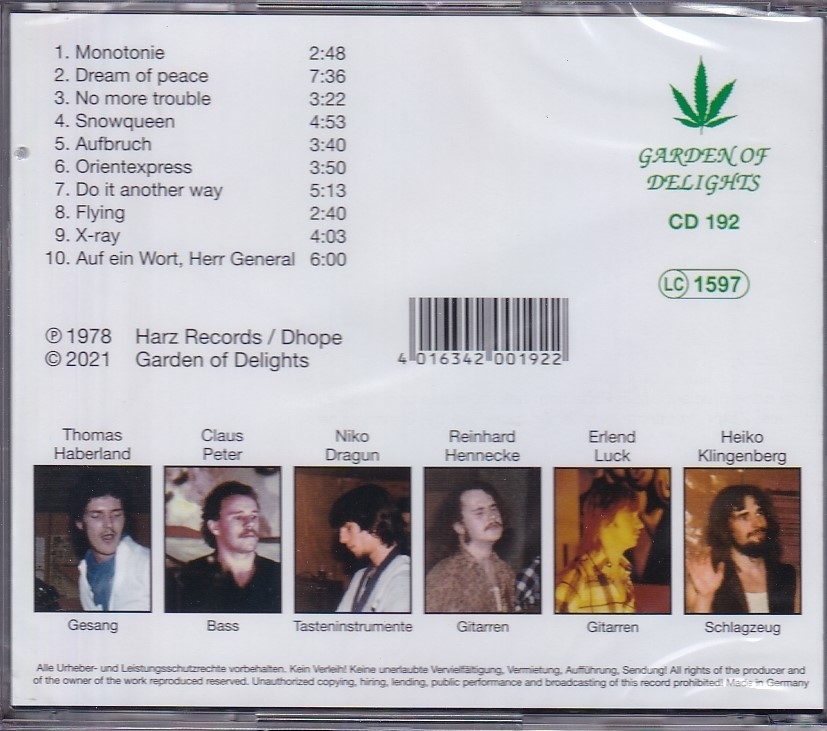 1. Monotonie 2:48
2. Dream of peace 7:36
3. No more trouble 3:22
4. Snowqueen 4:53
5. Aufbruch 3:40
6. Orientexpress 3:50
7. Do it another way 5:13
8. Flying 2:40
9. X-ray 4:03
10. Auf ein Wort, Herr General 6:00
GARDEN OF
DELIGHTS
CD 192
LC 1597
℗ 1978 Harz Records / Dhope
© 2021 Garden of Delights
4 016342 001922
Thomas
Haberland
Claus
Peter
Niko
Dragun
Reinhard
Hennecke
Erlend
Luck
Heiko
Klingenberg
Gesang
Bass
Tasteninstrumente
Gitarren
Gitarren
Schlagzeug
Alle Urheber- und Leistungsschutzrechte vorbehalten. Kein Verleih! Keine unerlaubte Vervielfältigung, Vermietung, Aufführung, Sendung! All rights of the producer and
of the owner of the work reproduced reserved. Unauthorized copying, hiring, lending, public performance and broadcasting of this record prohibited! Made in Germany